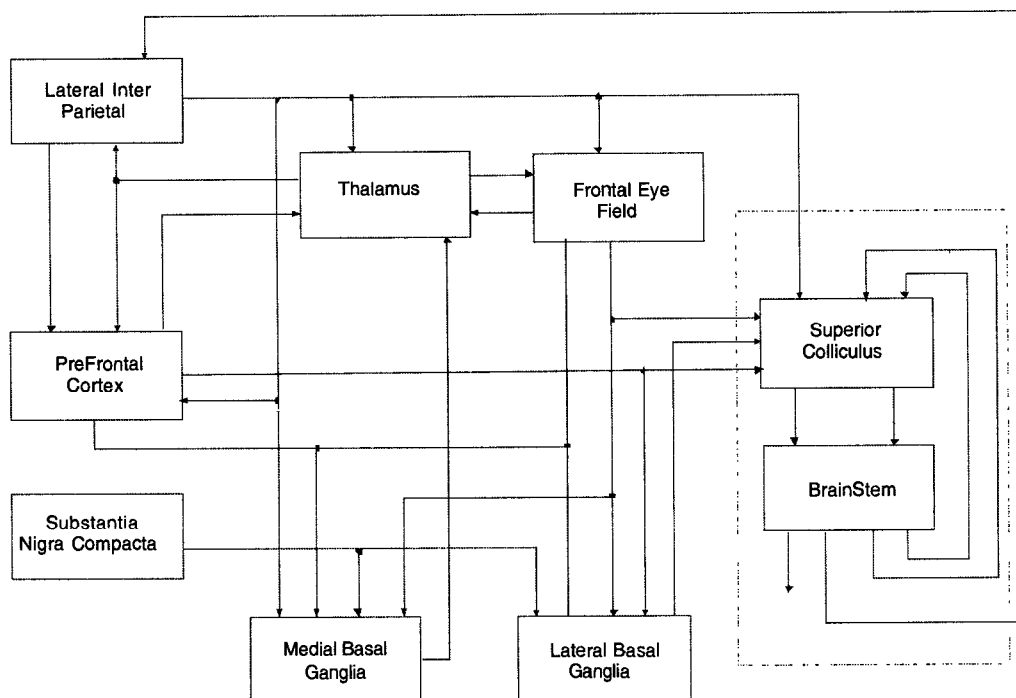 Lateral Inter
Parietal
Thalamus
Frontal Eye
Field
Superior
Colliculus
PreFrontal
Cortex
BrainStem
Substantia
Nigra Compacta
Medial Basal
Ganglia
Lateral Basal
Ganglia